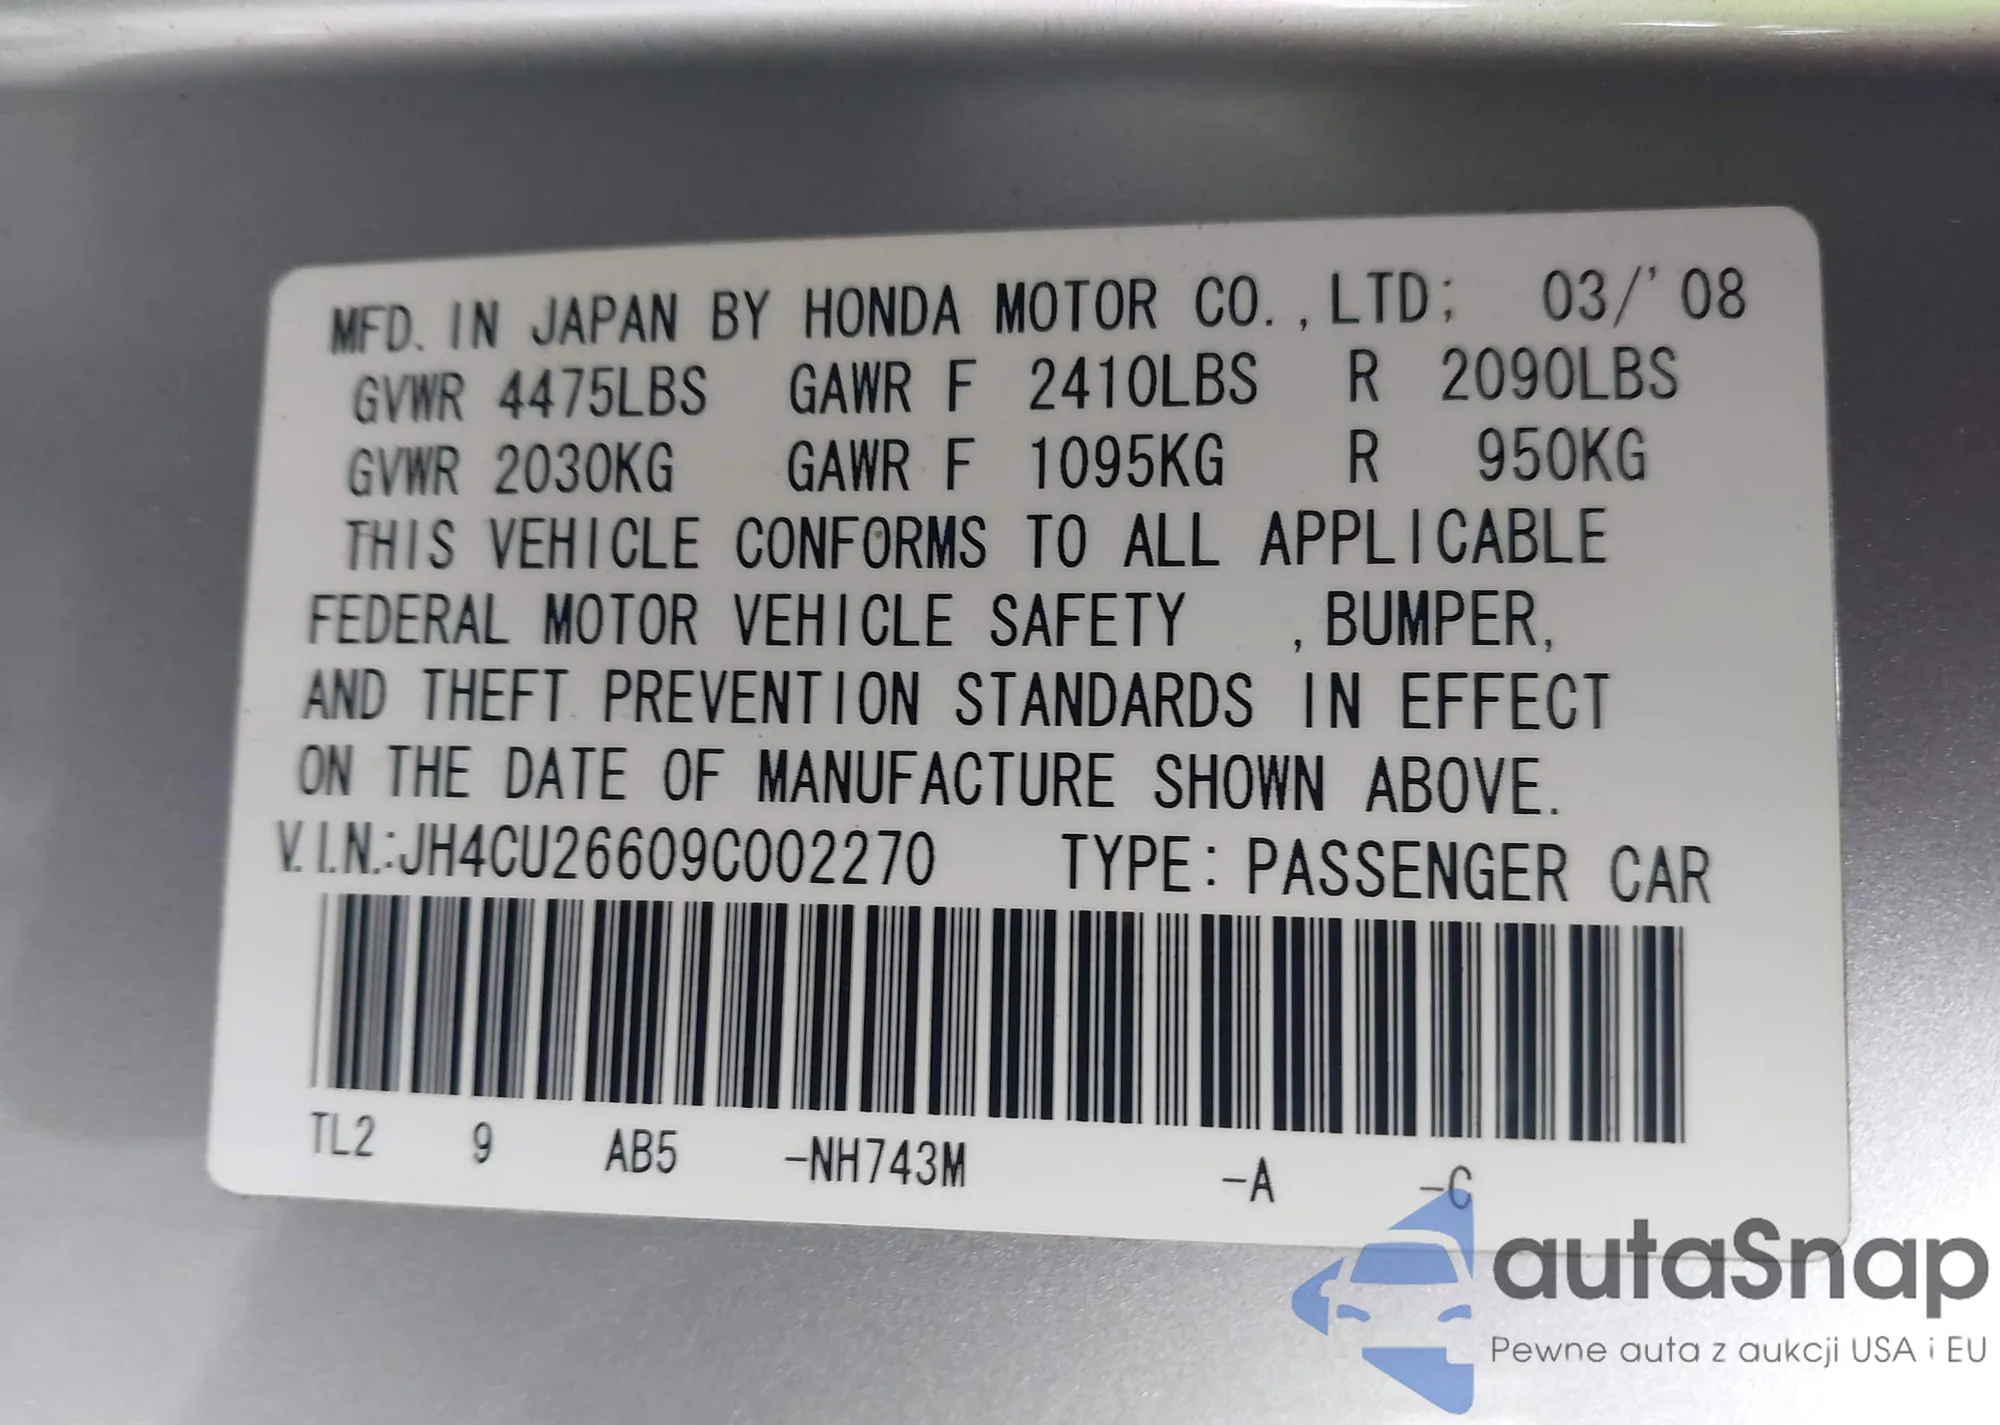 MFD. IN JAPAN BY HONDA MOTOR CO., LTD; 03/'08
GVWR 4475LBS GAWR F 2410LBS R 2090LBS
GVWR 2030KG GAWR F 1095KG R 950KG
THIS VEHICLE CONFORMS TO ALL APPLICABLE
FEDERAL MOTOR VEHICLE SAFETY , BUMPER,
AND THEFT PREVENTION STANDARDS IN EFFECT
ON THE DATE OF MANUFACTURE SHOWN ABOVE.
V.I.N.:JH4CU26609C002270 TYPE: PASSENGER CAR
TL2 9 AB5 -NH743M -A -C
autaSnap
Pewne auta z aukcji USA i EU